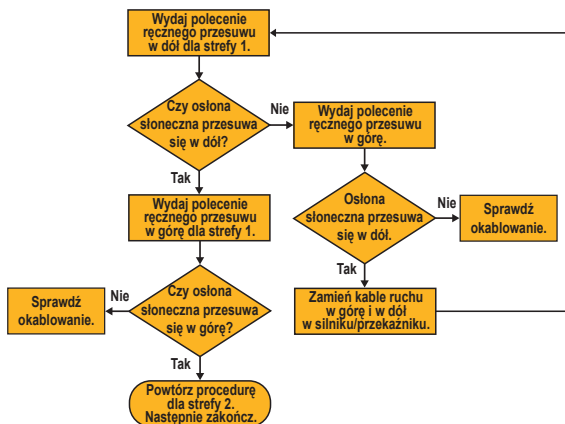 Wydaj polecenie
ręcznego przesuwu
w dół dla strefy 1.
Czy osłona
słoneczna przesuwa
się w dół?
Nie
Wydaj polecenie
ręcznego przesuwu
w górę.
Tak
Wydaj polecenie
ręcznego przesuwu
w górę dla strefy 1.
Osłona
słoneczna przesuwa
się w dół.
Nie
Sprawdź
okablowanie.
Tak
Zamień kable ruchu
w górę i w dół
w silniku/przekaźniku.
Czy osłona
słoneczna przesuwa
się w górę?
Nie
Sprawdź
okablowanie.
Tak
Powtórz procedurę
dla strefy 2.
Następnie zakończ.